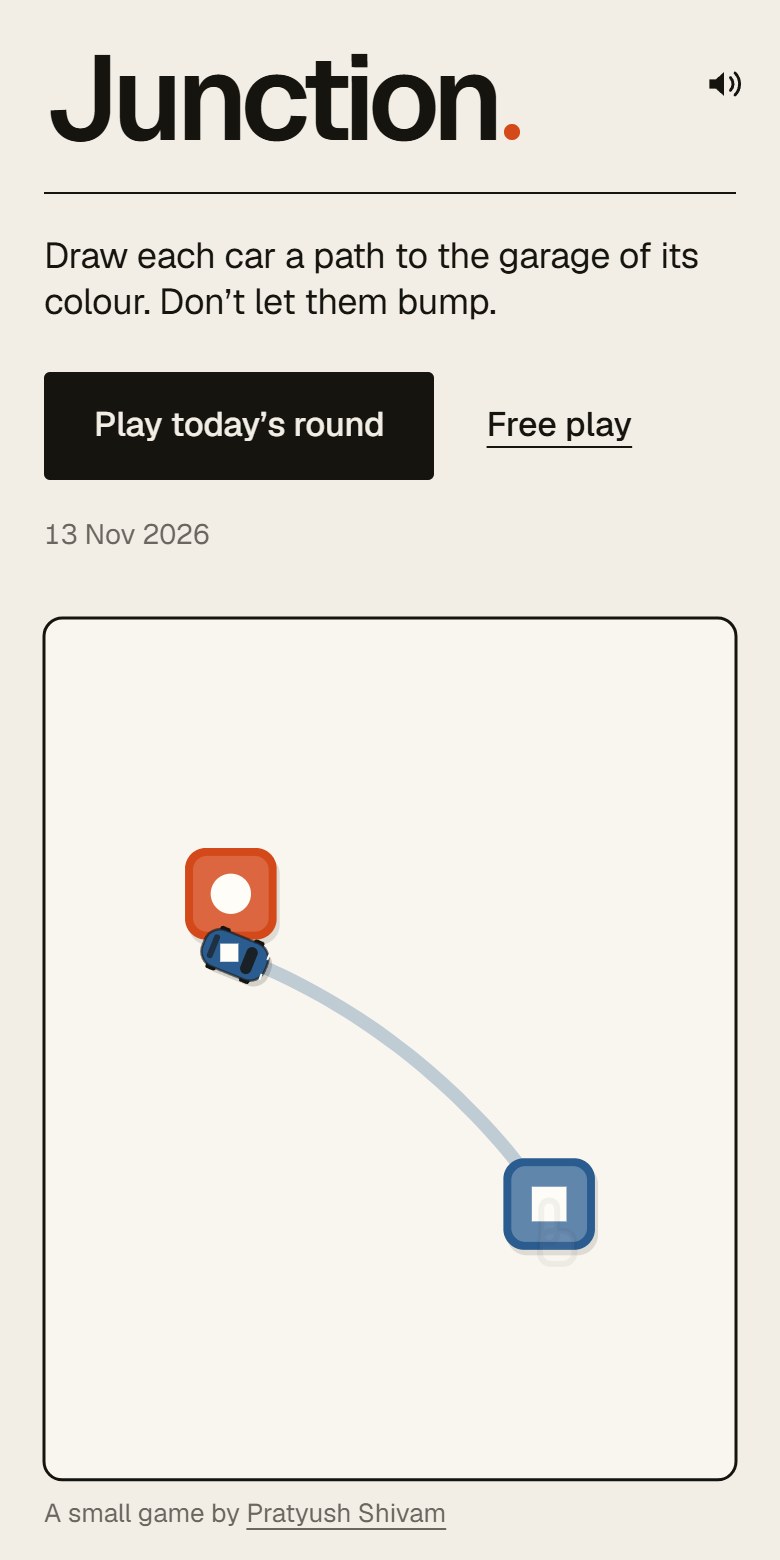 Junction.
Draw each car a path to the garage of its
colour. Don’t let them bump.
Play today’s round
Free play
13 Nov 2026
A small game by Pratyush Shivam